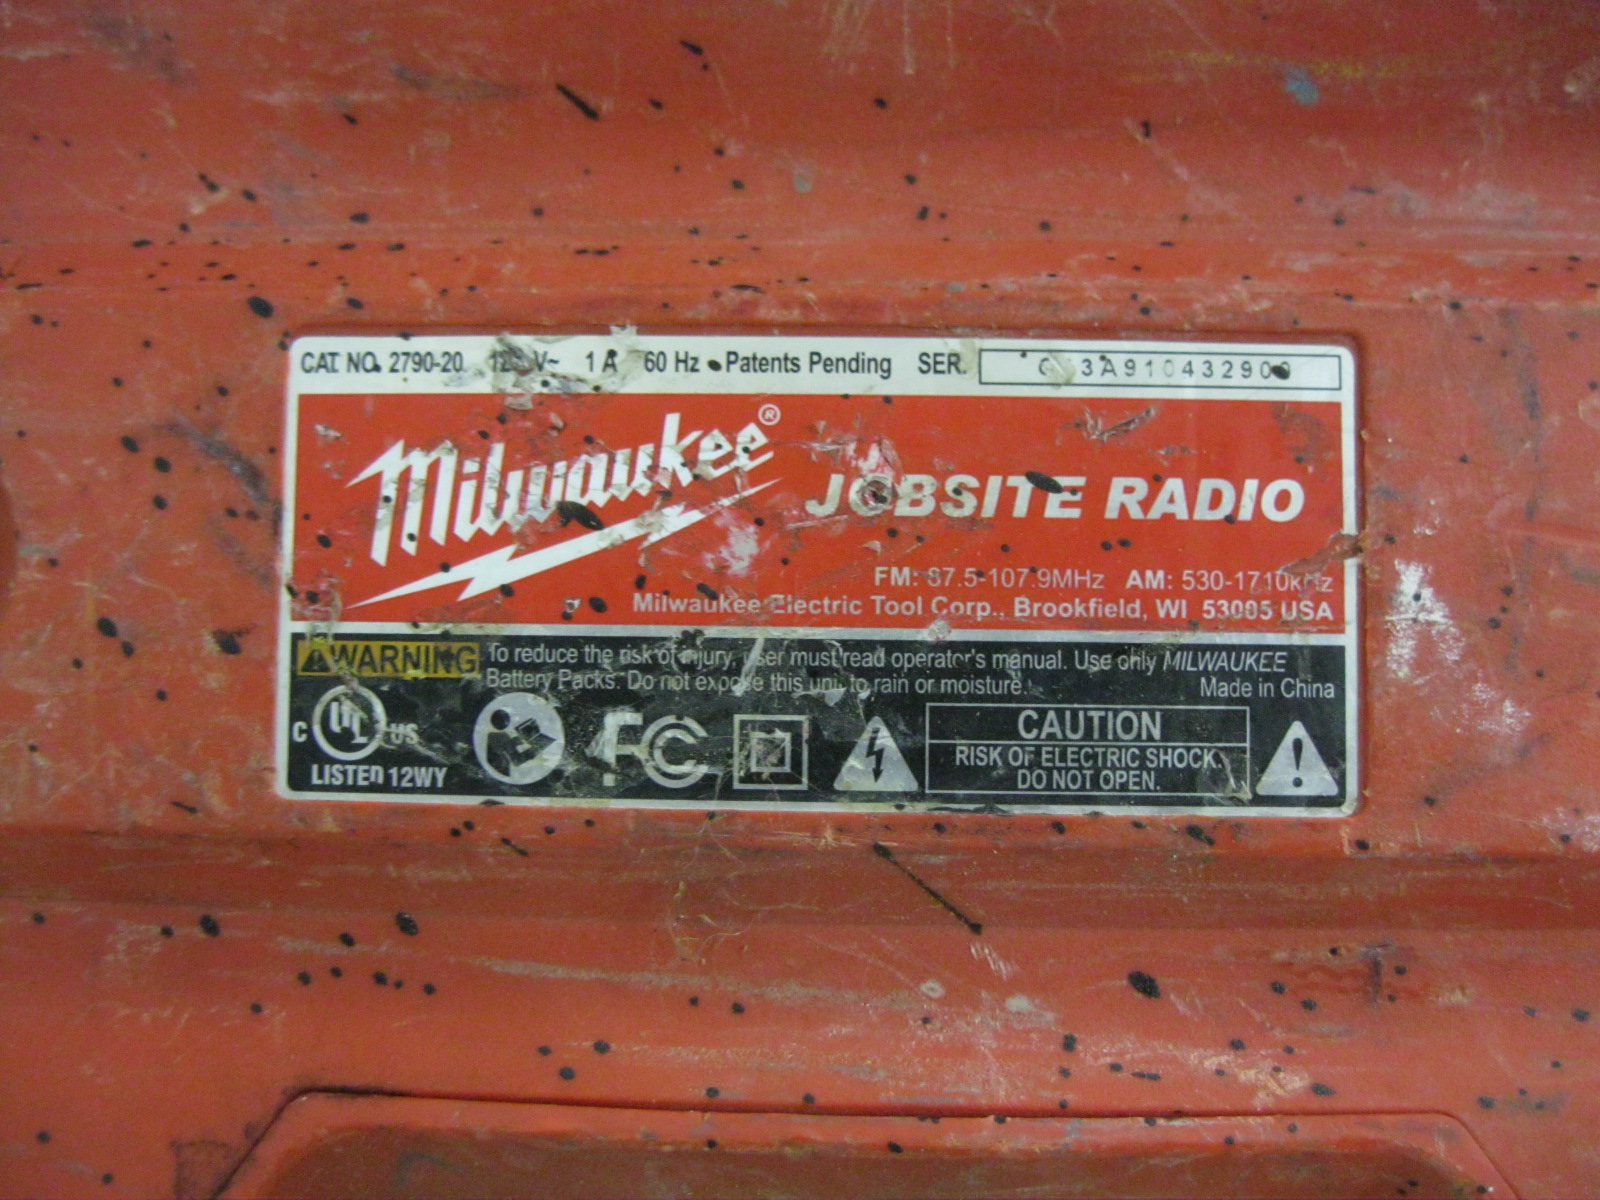 CAT NO. 2790-20 V~ 1 A 60 Hz Patents Pending SER.
Milwaukee®
JOBSITE RADIO
FM: 87.5-107.9MHz AM: 530-1710kHz
Milwaukee Electric Tool Corp., Brookfield, WI 53005 USA
WARNING To reduce the risk of injury, user must read operator's manual. Use only MILWAUKEE
Battery Packs. Do not expose this unit to rain or moisture. Made in China
C UL US
LISTED 12WY
FC
CAUTION
RISK OF ELECTRIC SHOCK.
DO NOT OPEN.